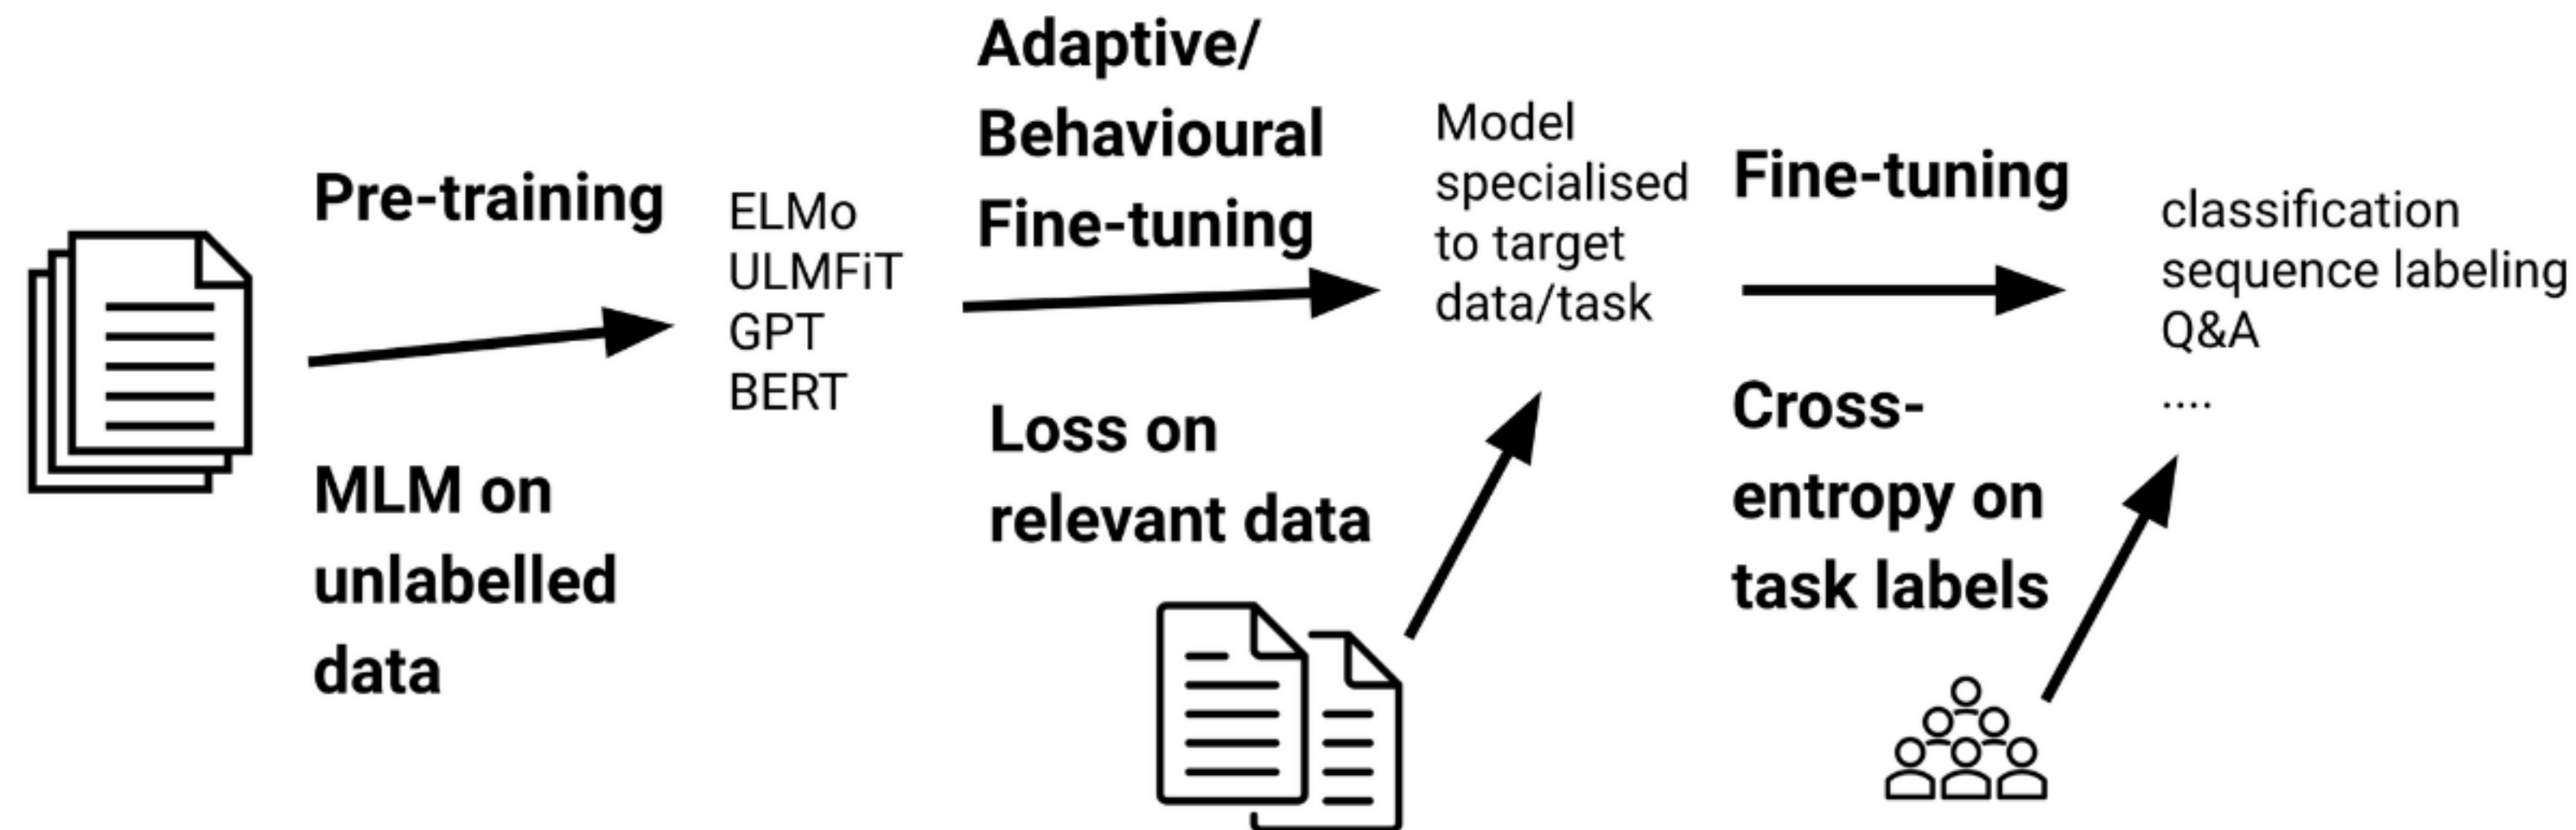 Pre-training
MLM on
unlabelled
data
ELMo
ULMFiT
GPT
BERT
Adaptive/
Behavioural
Fine-tuning
Loss on
relevant data
Model
specialised
to target
data/task
Fine-tuning
Cross-
entropy on
task labels
classification
sequence labeling
Q&A
....